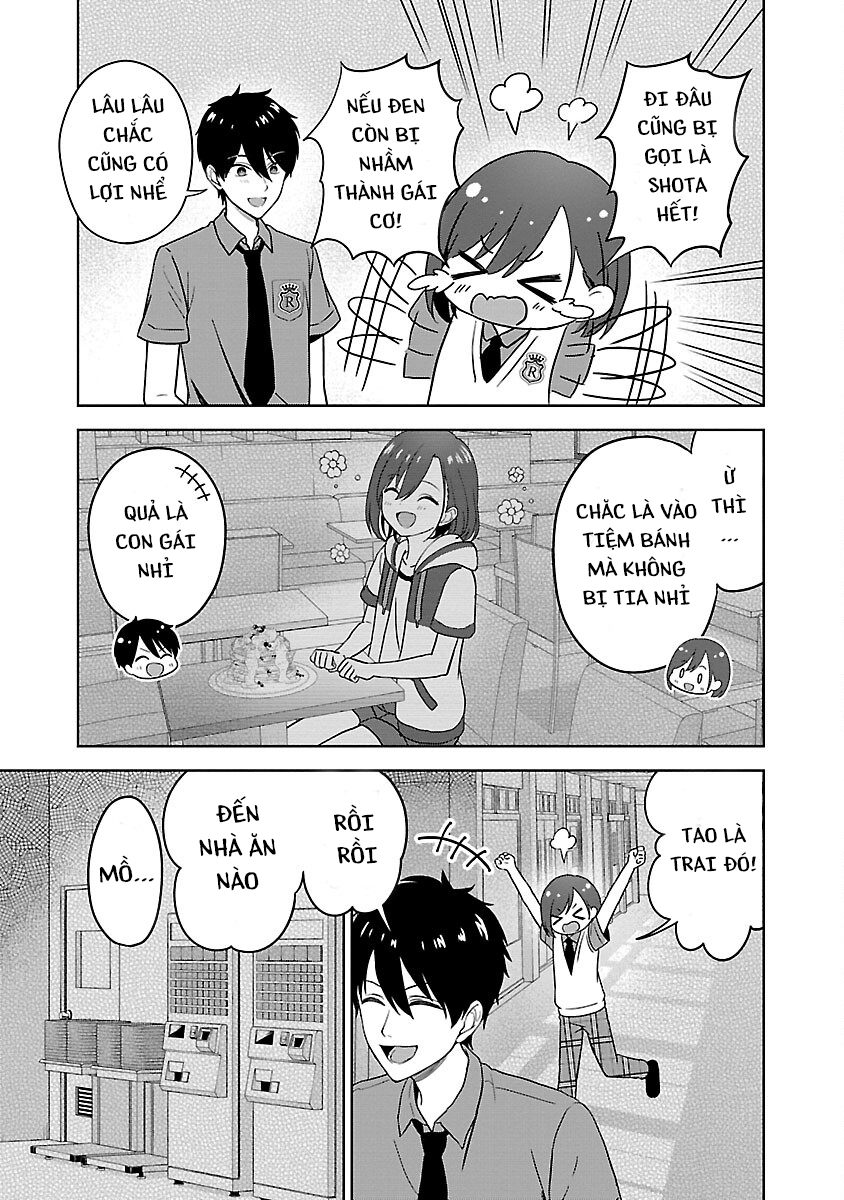 ĐI ĐÂU
CŨNG BỊ
GỌI LÀ
SHOTA
HẾT!
NẾU ĐEN
CÒN BỊ
NHẦM
THÀNH GÁI
CƠ!
LÂU LÂU
CHẮC
CŨNG CÓ
LỢI NHỂ
R
R
Ừ
THÌ
...
CHĂC LÀ VÀO
TIỆM BÁNH
MÀ KHÔNG
BỊ TIA NHỈ
QUẢ LÀ
CON GÁI
NHỈ
TAO LÀ
TRAI ĐÓ!
RỒI
RỒI
ĐẾN
NHÀ ĂN
NÀO
MỒ...